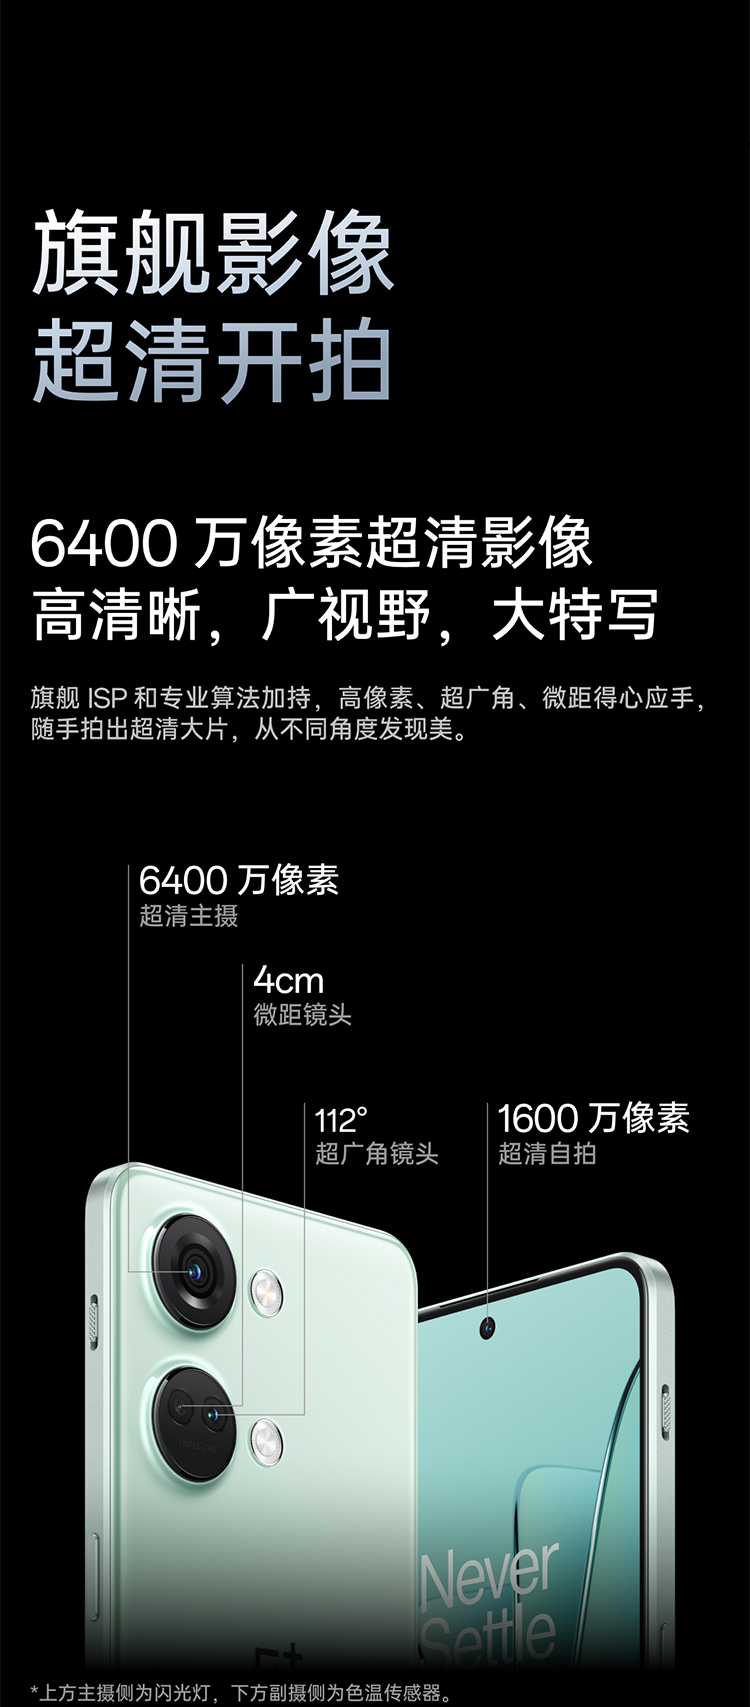 旗舰影像
超清开拍
6400 万像素超清影像
高清晰，广视野，大特写
旗舰 ISP 和专业算法加持，高像素、超广角、微距得心应手，
随手拍出超清大片，从不同角度发现美。
6400 万像素
超清主摄
4cm
微距镜头
112°
超广角镜头
1600 万像素
超清自拍
TRIPLE-CAM
Never
Settle
*上方主摄侧为闪光灯，下方副摄侧为色温传感器。